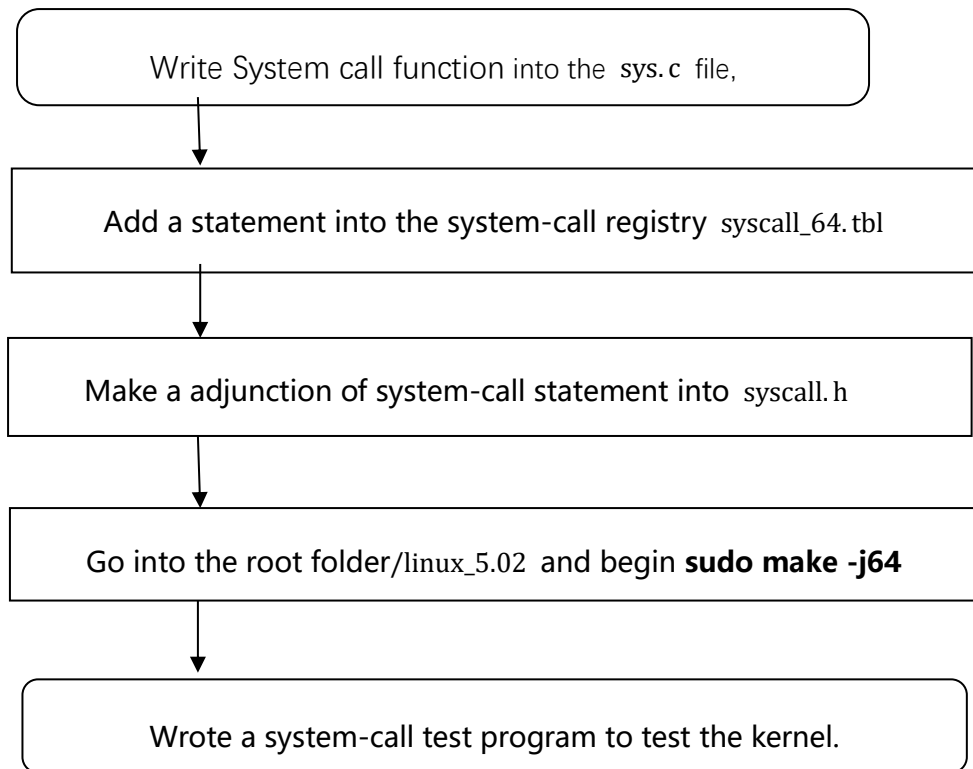 Write System call function into the sys.c file,
Add a statement into the system-call registry syscall_64.tbl
Make a adjunction of system-call statement into syscall.h
Go into the root folder/linux_5.02 and begin sudo make -j64
Wrote a system-call test program to test the kernel.